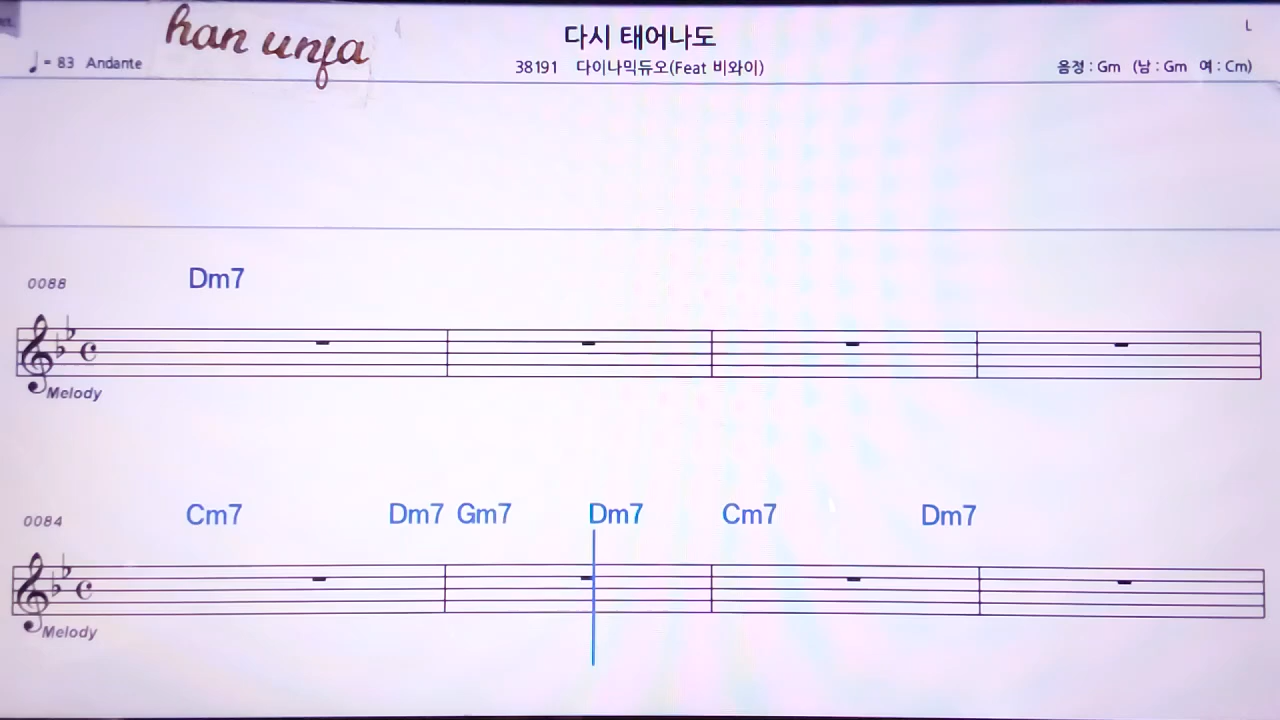 han unfa
다시 태어나도
L
♩= 83 Andante
38191 다이나믹듀오(Feat 비와이)
음정 : Gm (남 : Gm 여 : Cm)
0088
Dm7
Melody
0084
Cm7 Dm7 Gm7 Dm7 Cm7 Dm7
Melody